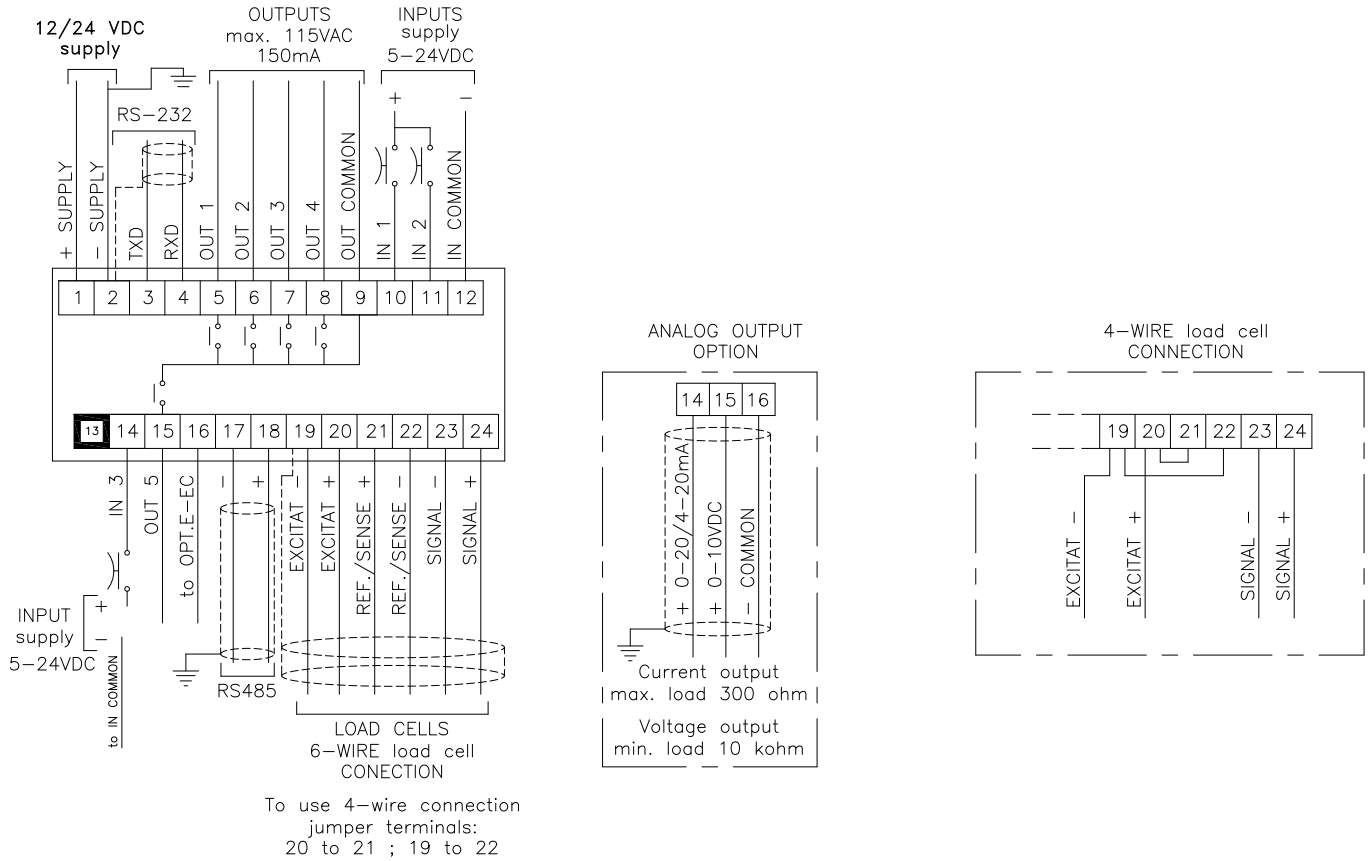 12/24 VDC
supply
OUTPUTS
max. 115VAC
150mA
INPUTS
supply
5-24VDC
+ -
RS-232
+ SUPPLY
- SUPPLY
TXD
RXD
OUT 1
OUT 2
OUT 3
OUT 4
OUT COMMON
IN 1
IN 2
IN COMMON
1 2 3 4 5 6 7 8 9 10 11 12
13 14 15 16 17 18 19 20 21 22 23 24
IN 3
OUT 5
to OPT.E-EC
-
+
EXCITAT -
EXCITAT +
REF./SENSE +
REF./SENSE -
SIGNAL -
SIGNAL +
INPUT
supply
5-24VDC
+
-
to IN COMMON
RS485
LOAD CELLS
6-WIRE load cell
CONECTION
To use 4-wire connection
jumper terminals:
20 to 21 ; 19 to 22
ANALOG OUTPUT
OPTION
14 15 16
+ 0-20/4-20mA
+ 0-10VDC
- COMMON
Current output
max. load 300 ohm
Voltage output
min. load 10 kohm
4-WIRE load cell
CONNECTION
19 20 21 22 23 24
EXCITAT -
EXCITAT +
SIGNAL -
SIGNAL +